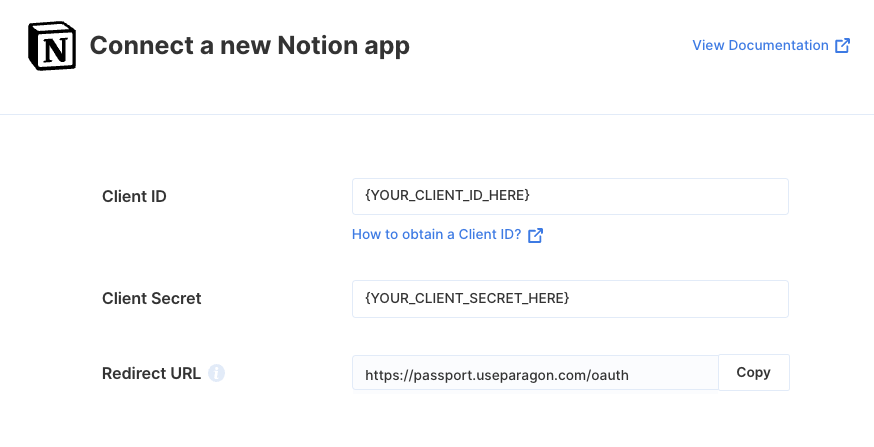 N Connect a new Notion app
View Documentation
Client ID
{YOUR_CLIENT_ID_HERE}
How to obtain a Client ID?
Client Secret
{YOUR_CLIENT_SECRET_HERE}
Redirect URL i
https://passport.useparagon.com/oauth
Copy